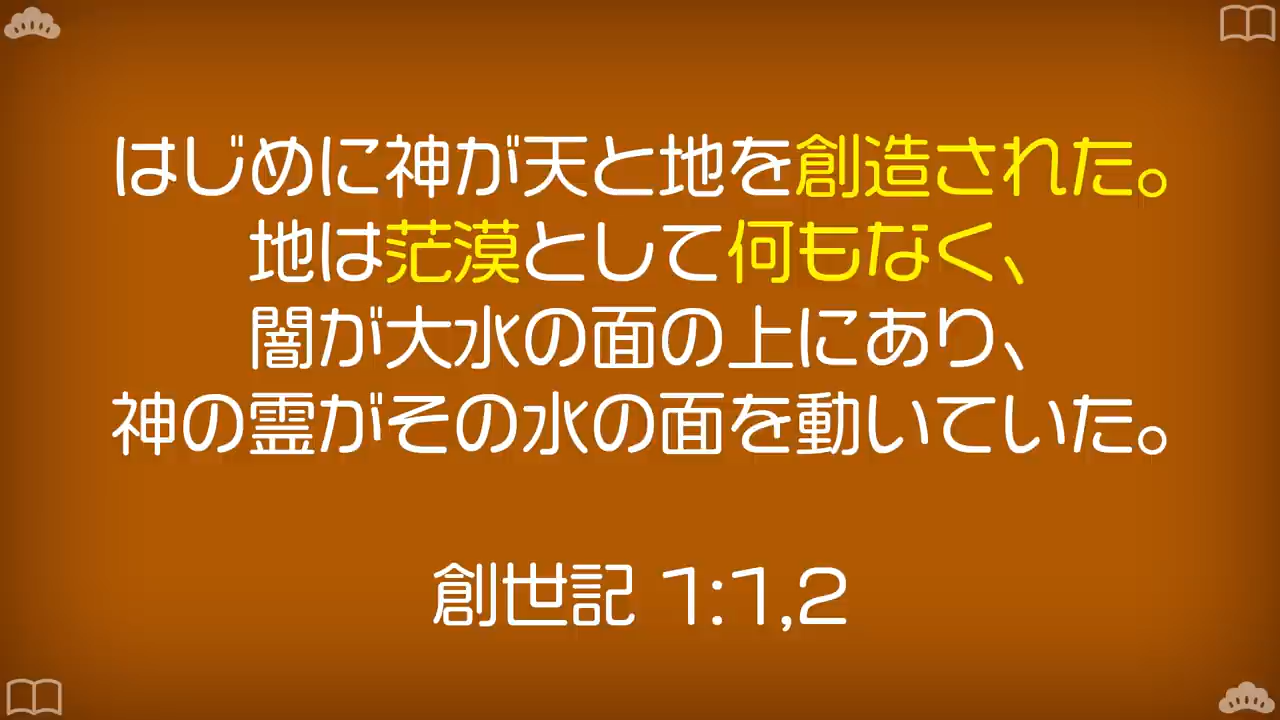 はじめに神が天と地を創造された。
地は茫漠として何もなく、
闇が大水の面の上にあり、
神の霊がその水の面を動いていた。
創世記 1:1,2